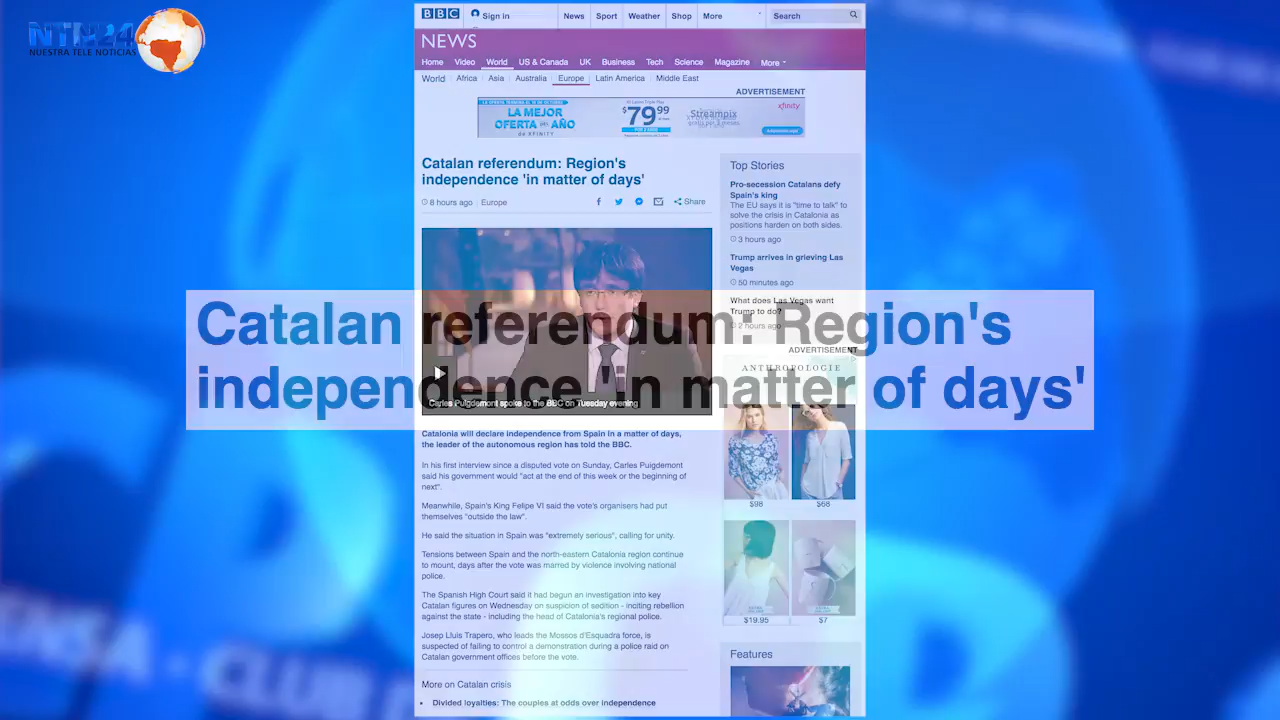 NTN24
NUESTRA TELE NOTICIAS
BBC
Sign in
News
Sport
Weather
Shop
More
Search
NEWS
Home
Video
World
US & Canada
UK
Business
Tech
Science
Magazine
More
World
Africa
Asia
Australia
Europe
Latin America
Middle East
ADVERTISEMENT
LA MEJOR
OFERTA DEL AÑO
DE XFINITY
$79.99
Streampix
xfinity
Catalan referendum: Region's
independence 'in matter of days'
8 hours ago
Europe
Share
Carles Puigdemont spoke to the BBC on Tuesday evening
Catalan referendum: Region's
independence 'in matter of days'
Catalonia will declare independence from Spain in a matter of days,
the leader of the autonomous region has told the BBC.
In his first interview since a disputed vote on Sunday, Carles Puigdemont
said his government would "act at the end of this week or the beginning of
next".
Meanwhile, Spain's King Felipe VI said the vote's organisers had put
themselves "outside the law".
He said the situation in Spain was "extremely serious", calling for unity.
Tensions between Spain and the north-eastern Catalonia region continue
to mount, days after the vote was marred by violence involving national
police.
The Spanish High Court said it had begun an investigation into key
Catalan figures on Wednesday on suspicion of sedition - inciting rebellion
against the state - including the head of Catalonia's regional police.
Josep Lluis Trapero, who leads the Mossos d'Esquadra force, is
suspected of failing to control a demonstration during a police raid on
Catalan government offices before the vote.
More on Catalan crisis
Divided loyalties: The couples at odds over independence
Top Stories
Pro-secession Catalans defy
Spain's king
The EU says it is "time to talk" to
solve the crisis in Catalonia as
positions harden on both sides.
3 hours ago
Trump arrives in grieving Las
Vegas
50 minutes ago
What does Las Vegas want
Trump to do?
2 hours ago
ADVERTISEMENT
ANTHROPOLOGIE
$98
$68
$19.95
$7
Features
ENSA - CLUB DE